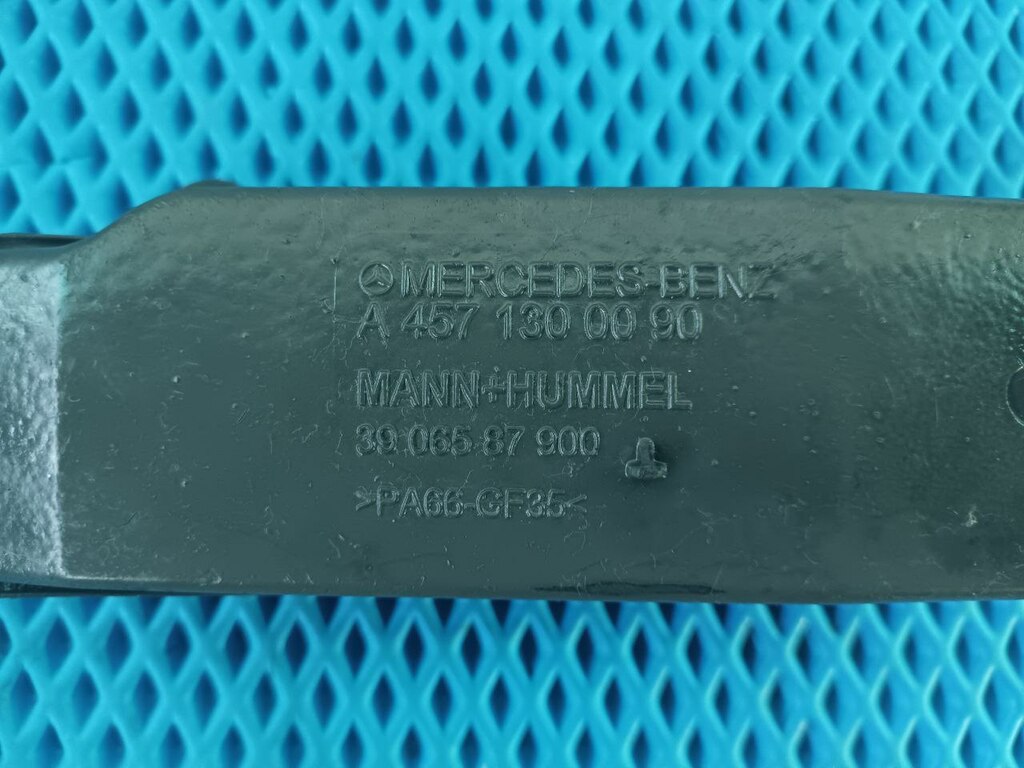 MERCEDES-BENZ
A 457 130 00 90
MANN+HUMMEL
39 065 87 900
>PA66-GF35<